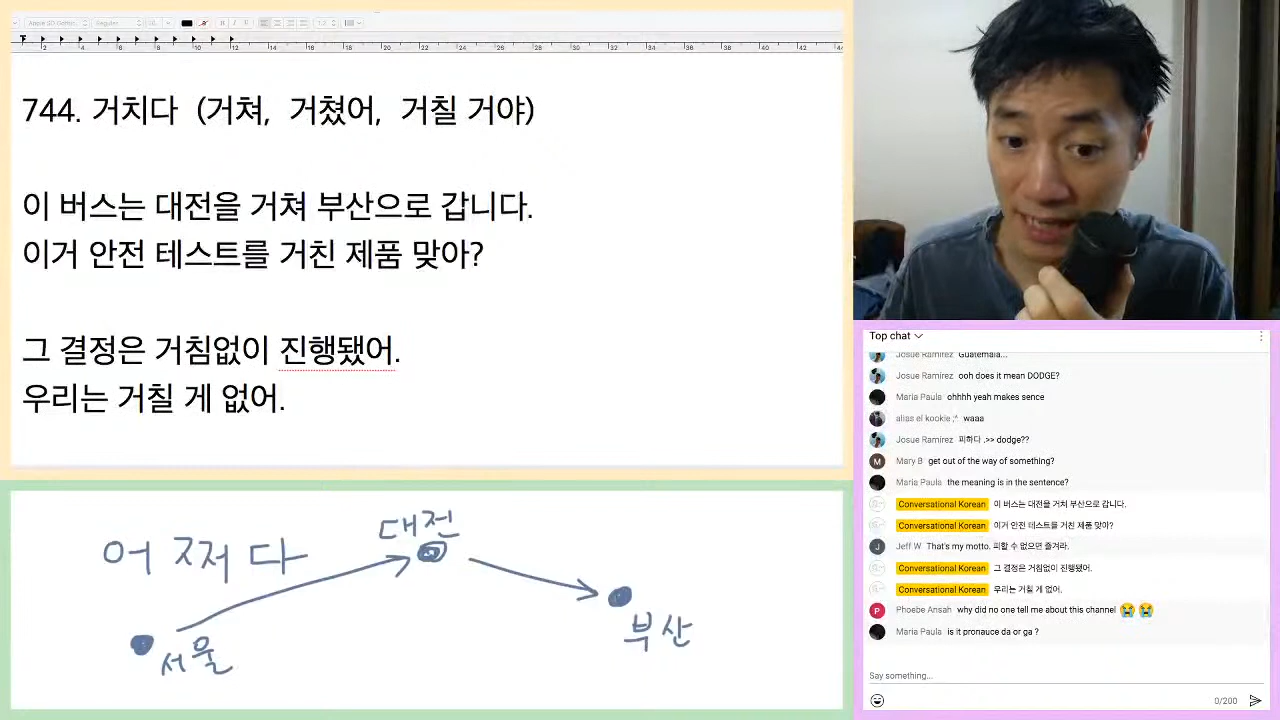 744. 거치다 (거쳐, 거쳤어, 거칠 거야)
이 버스는 대전을 거쳐 부산으로 갑니다.
이거 안전 테스트를 거친 제품 맞아?
그 결정은 거침없이 진행됐어.
우리는 거칠 게 없어.
어쩌다
대전
서울
부산
Top chat
Josue Ramirez Guatemala...
Josue Ramirez ooh does it mean DODGE?
Maria Paula ohhhh yeah makes sence
alias el kookie ;^ waaa
Josue Ramirez 피하다 .>> dodge??
Mary B get out of the way of something?
Maria Paula the meaning is in the sentence?
Conversational Korean 이 버스는 대전을 거쳐 부산으로 갑니다.
Conversational Korean 이거 안전 테스트를 거친 제품 맞아?
Jeff W That's my motto. 피할 수 없으면 즐겨라.
Conversational Korean 그 결정은 거침없이 진행됐어.
Conversational Korean 우리는 거칠 게 없어.
Phoebe Ansah why did no one tell me about this channel 😭 😭
Maria Paula is it pronauce da or ga ?
Say something...
0/200